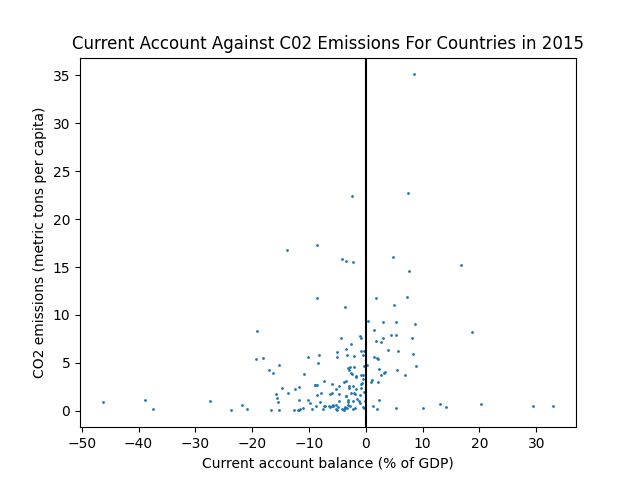 Current Account Against C02 Emissions For Countries in 2015
CO2 emissions (metric tons per capita)
35
30
25
20
15
10
5
0
−50 −40 −30 −20 −10 0 10 20 30
Current account balance (% of GDP)